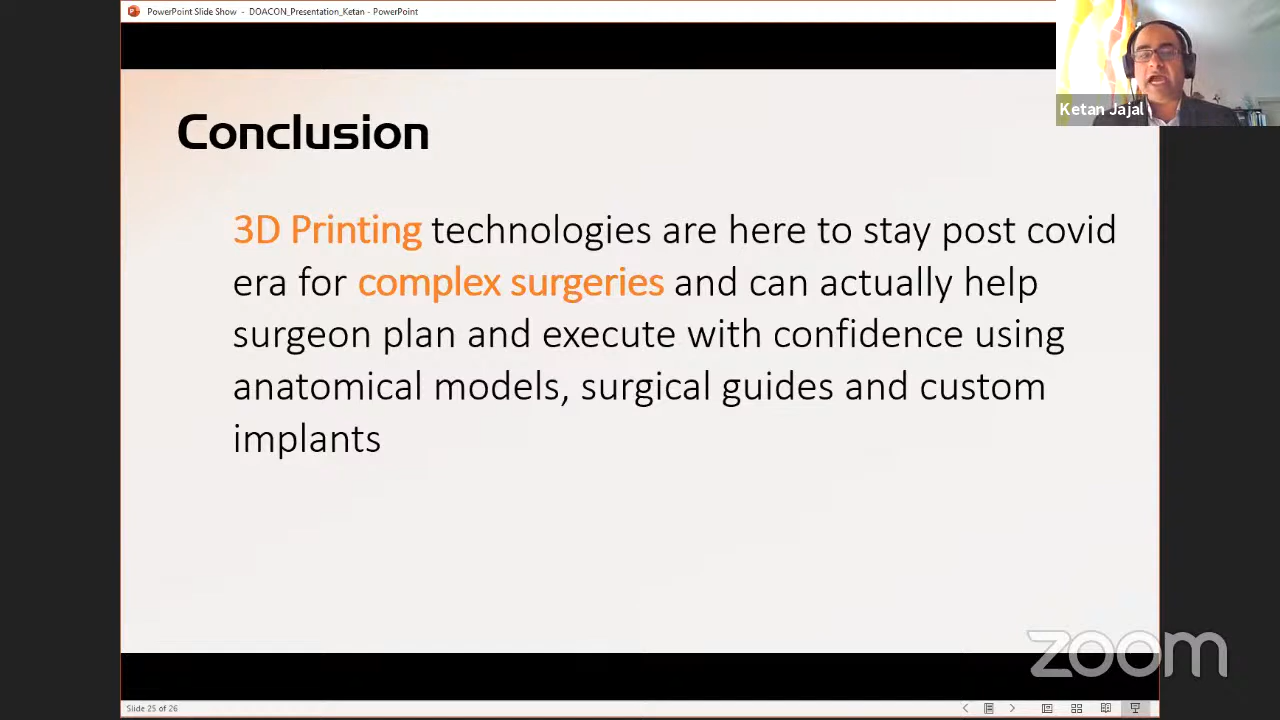 PowerPoint Slide Show - DOACON_Presentation_Ketan - PowerPoint
Ketan Jajal
Conclusion
3D Printing technologies are here to stay post covid
era for complex surgeries and can actually help
surgeon plan and execute with confidence using
anatomical models, surgical guides and custom
implants
zoom
Slide 25 of 26